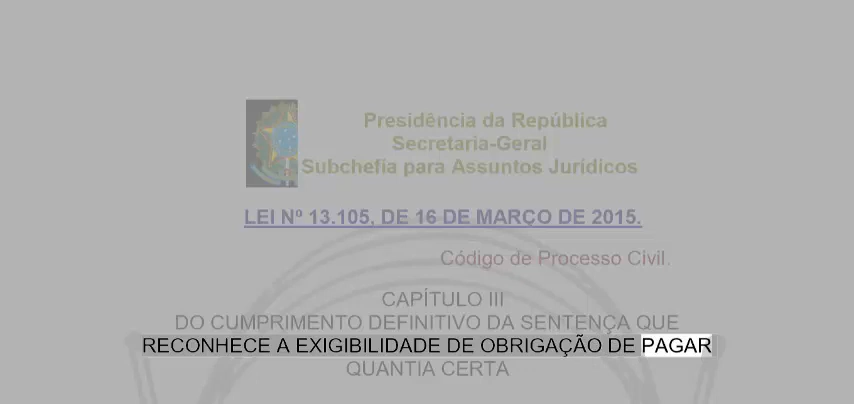 Presidência da República
Secretaria-Geral
Subchefia para Assuntos Jurídicos
LEI Nº 13.105, DE 16 DE MARÇO DE 2015.
Código de Processo Civil.
CAPÍTULO III
DO CUMPRIMENTO DEFINITIVO DA SENTENÇA QUE
RECONHECE A EXIGIBILIDADE DE OBRIGAÇÃO DE PAGAR
QUANTIA CERTA